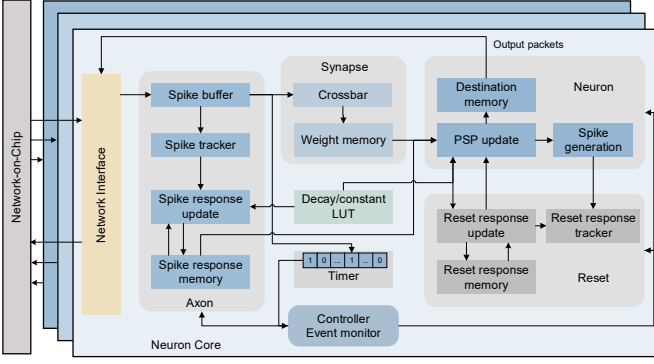 Output packets
Synapse
Neuron
Network-on-Chip
Network Interface
Spike buffer
Crossbar
Destination
memory
Spike tracker
Weight memory
PSP update
Spike
generation
Spike response
update
Decay/constant
LUT
Reset response
update
Reset response
tracker
Spike response
memory
1 0 ... 1 ... 0
Timer
Reset response
memory
Reset
Axon
Controller
Event monitor
Neuron Core